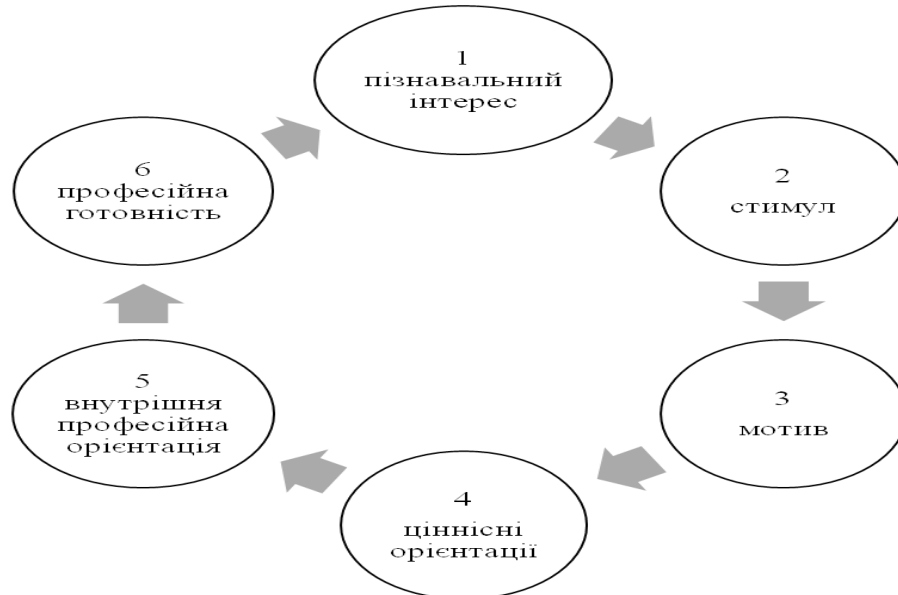 1
пізнавальний
інтерес
2
стимул
3
мотив
4
ціннісні
орієнтації
5
внутрішня
професійна
орієнтація
6
професійна
готовність